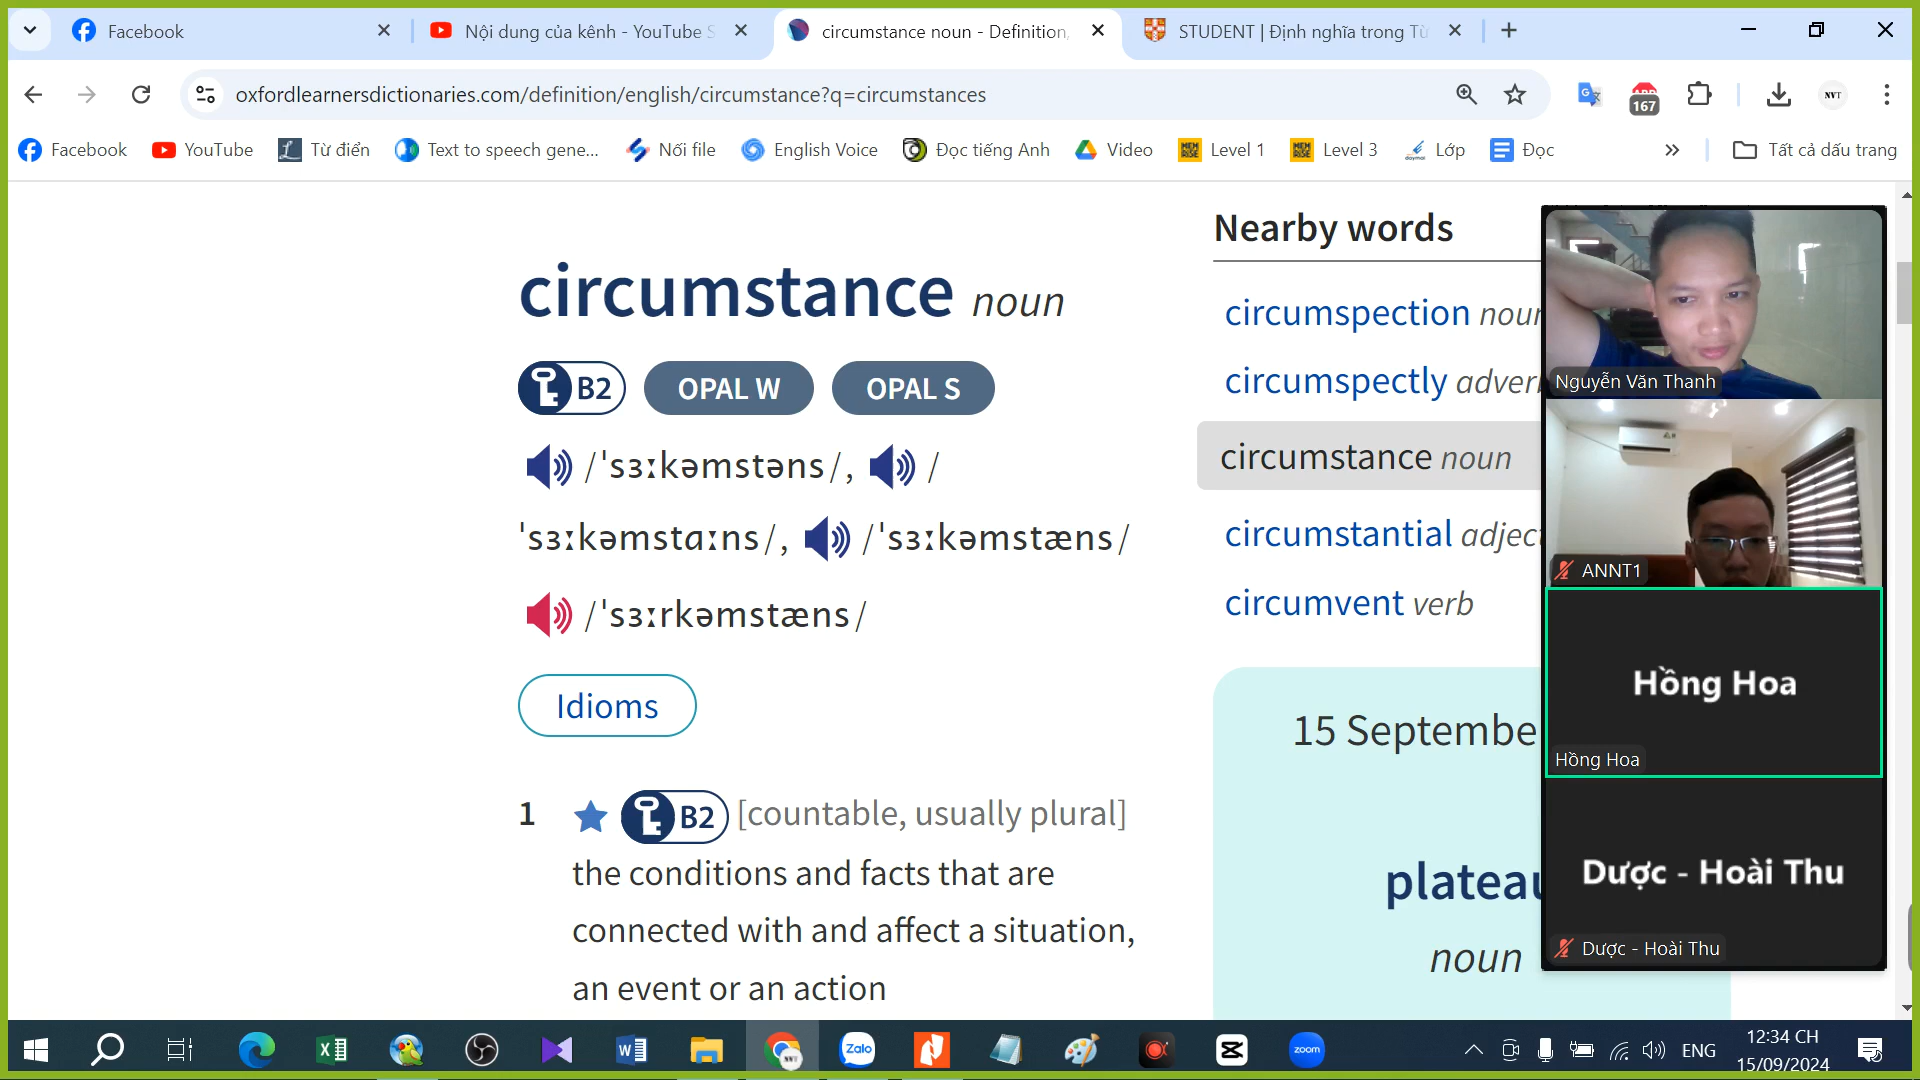 Facebook
Nội dung của kênh - YouTube S
circumstance noun - Definition,
STUDENT | Định nghĩa trong Từ
oxfordlearnersdictionaries.com/definition/english/circumstance?q=circumstances
167
NVT
Facebook
YouTube
Từ điển
Text to speech gene...
Nối file
English Voice
Đọc tiếng Anh
Video
Level 1
Level 3
Lớp
Đọc
Tất cả dấu trang
circumstance noun
B2 OPAL W OPAL S
/ˈsɜːkəmstəns/, /
ˈsɜːkəmstɑːns/, /ˈsɜːkəmstæns/
/ˈsɜːrkəmstæns/
Idioms
1 B2 [countable, usually plural]
the conditions and facts that are
connected with and affect a situation,
an event or an action
Nearby words
circumspection noun
circumspectly adver
circumstance noun
circumstantial adject
circumvent verb
15 Septembe
plateau
noun
Nguyễn Văn Thanh
ANNT1
Hồng Hoa
Hồng Hoa
Dược - Hoài Thu
Dược - Hoài Thu
Zalo
zoom
ENG
12:34 CH
15/09/2024